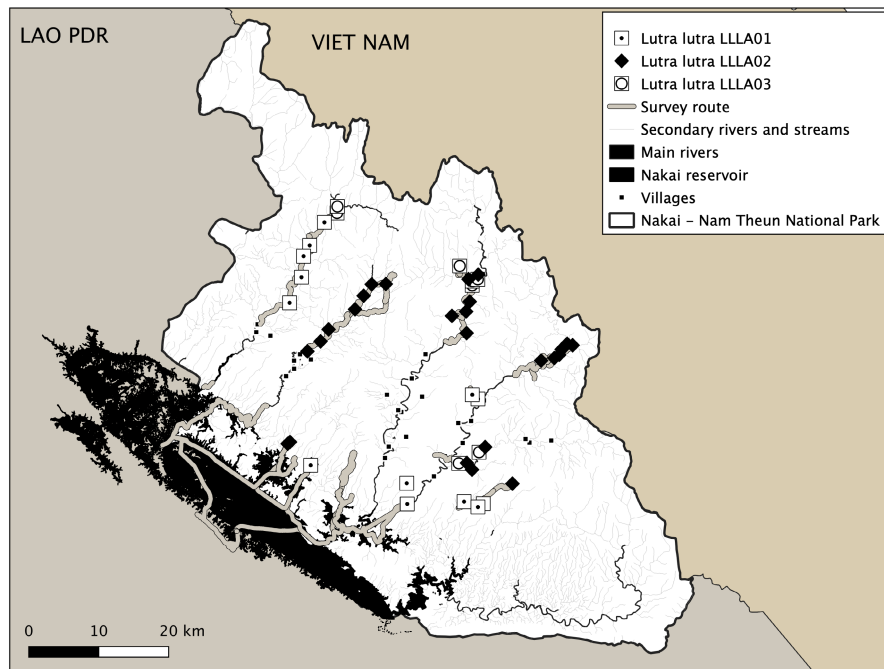 LAO PDR
VIET NAM
Lutra lutra LLLA01
Lutra lutra LLLA02
Lutra lutra LLLA03
Survey route
Secondary rivers and streams
Main rivers
Nakai reservoir
Villages
Nakai – Nam Theun National Park
0 10 20 km